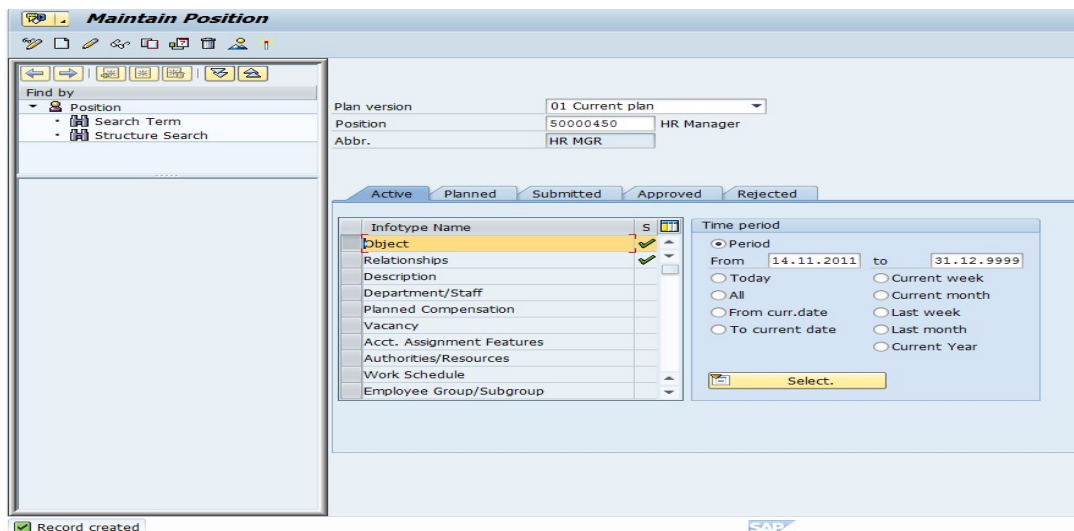 Maintain Position
Find by
Position
Search Term
Structure Search
Plan version 01 Current plan
Position 50000450 HR Manager
Abbr. HR MGR
Active Planned Submitted Approved Rejected
Infotype Name S
Object
Relationships
Description
Department/Staff
Planned Compensation
Vacancy
Acct. Assignment Features
Authorities/Resources
Work Schedule
Employee Group/Subgroup
Time period
Period
From 14.11.2011 to 31.12.9999
Today Current week
All Current month
From curr.date Last week
To current date Last month
Current Year
Select.
Record created
SAP